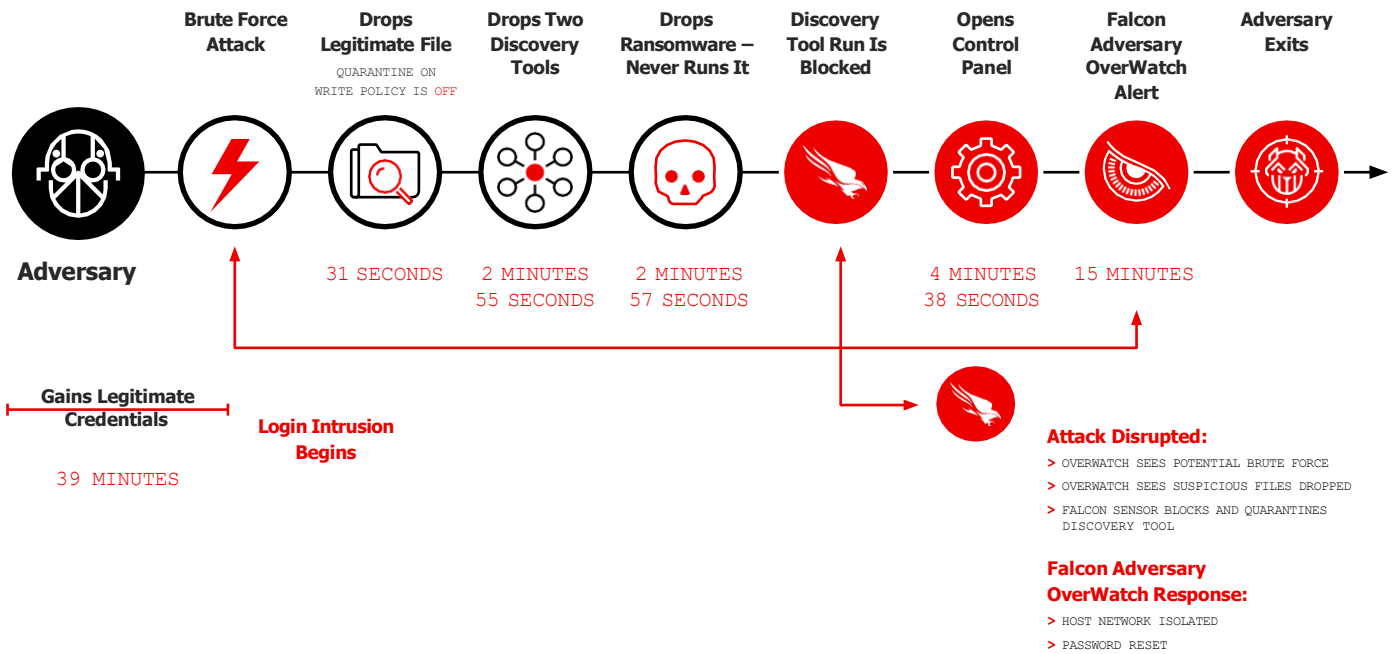 Brute Force
Attack
Drops
Legitimate File
QUARANTINE ON
WRITE POLICY IS OFF
Drops Two
Discovery
Tools
Drops
Ransomware –
Never Runs It
Discovery
Tool Run Is
Blocked
Opens
Control
Panel
Falcon
Adversary
OverWatch
Alert
Adversary
Exits
Adversary
31 SECONDS
2 MINUTES
55 SECONDS
2 MINUTES
57 SECONDS
4 MINUTES
38 SECONDS
15 MINUTES
Gains Legitimate
Credentials
39 MINUTES
Login Intrusion
Begins
Attack Disrupted:
> OVERWATCH SEES POTENTIAL BRUTE FORCE
> OVERWATCH SEES SUSPICIOUS FILES DROPPED
> FALCON SENSOR BLOCKS AND QUARANTINES
DISCOVERY TOOL
Falcon Adversary
OverWatch Response:
> HOST NETWORK ISOLATED
> PASSWORD RESET